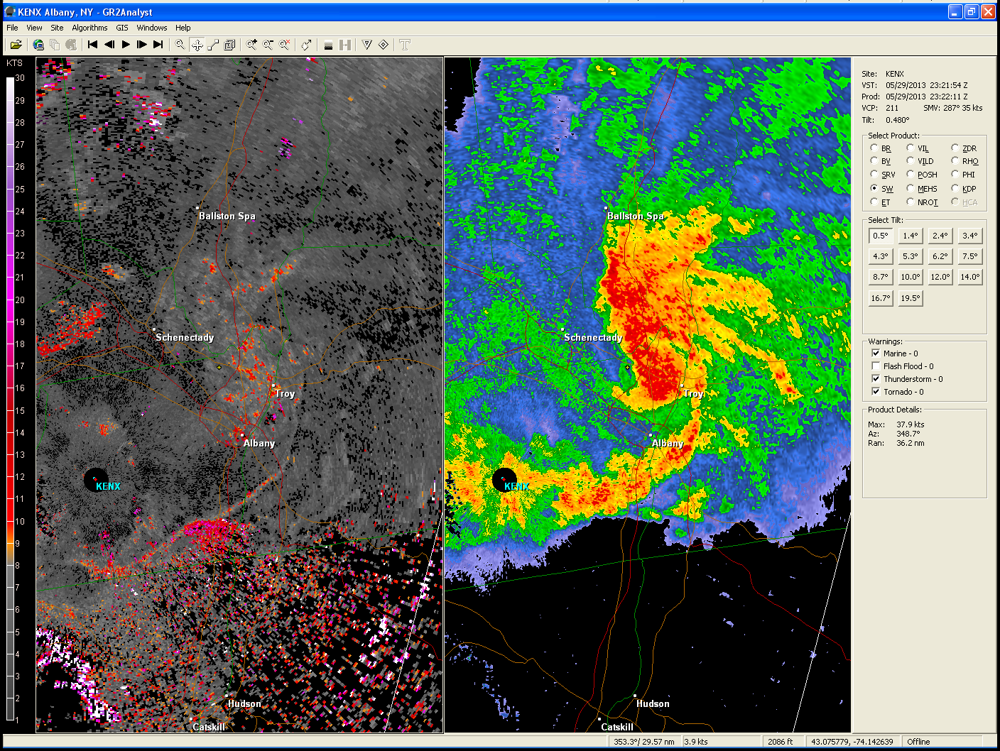 KENX Albany, NY - GR2Analyst
File View Site Algorithms GIS Windows Help
KTS
30
29
28
27
26
25
24
23
22
21
20
19
18
17
16
15
14
13
12
11
10
9
8
7
6
5
4
3
2
1
Ballston Spa
Schenectady
Troy
Albany
KENX
Hudson
Catskill
Ballston Spa
Schenectady
Troy
Albany
KENX
Hudson
Catskill
Site: KENX
VST: 05/29/2013 23:21:54 Z
Prod: 05/29/2013 23:22:11 Z
VCP: 211 SMV: 287° 35 kts
Tilt: 0.480°
Select Product:
BR VIL ZDR
BV VILD RHO
SRV POSH PHI
SW MEHS KDP
ET NROT HCA
Select Tilt:
0.5° 1.4° 2.4° 3.4°
4.3° 5.3° 6.2° 7.5°
8.7° 10.0° 12.0° 14.0°
16.7° 19.5°
Warnings:
Marine - 0
Flash Flood - 0
Thunderstorm - 0
Tornado - 0
Product Details:
Max: 37.9 kts
Az: 348.7°
Ran: 36.2 nm
353.3°/ 29.57 nm 3.9 kts 2086 ft 43.075779, -74.142639 Offline